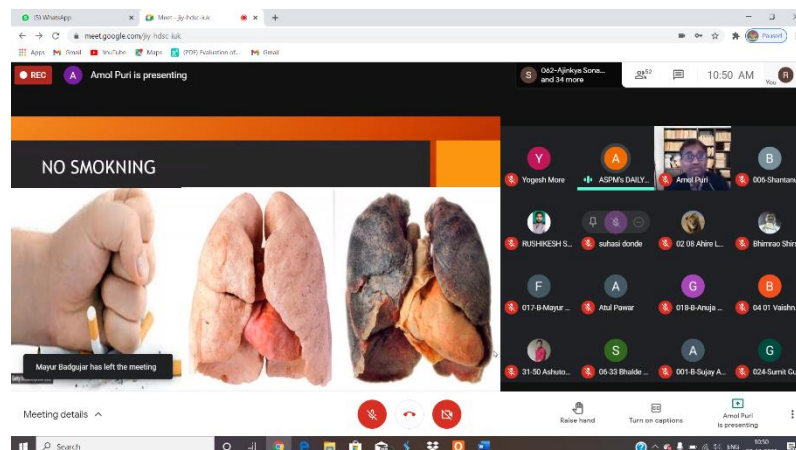 (5) WhatsApp
Meet - jiy-hdsc-iuk
meet.google.com/jiy-hdsc-iuk
Paused
Apps
Gmail
YouTube
Maps
(PDF) Evaluation of...
Gmail
REC
A
Amol Puri is presenting
S
062-Ajinkya Sona...
and 34 more
52
10:50 AM
You
R
NO SMOKNING
Y
Yogesh More
A
ASPM's DAILY...
Amol Puri
B
006-Shantanu
RUSHIKESH S...
suhasi donde
02 08 Ahire L...
Bhimrao Shirs
F
017-B-Mayur ...
A
Atul Pawar
G
018-B-Anuja ...
B
04 01 Vaishn
31-50 Ashuto...
S
06-33 Bhalde ...
A
001-B-Sujay A...
G
024-Sumit Gu
Mayur Badgujar has left the meeting
Meeting details
Raise hand
Turn on captions
Amol Puri
is presenting
Search
ENG
10:50